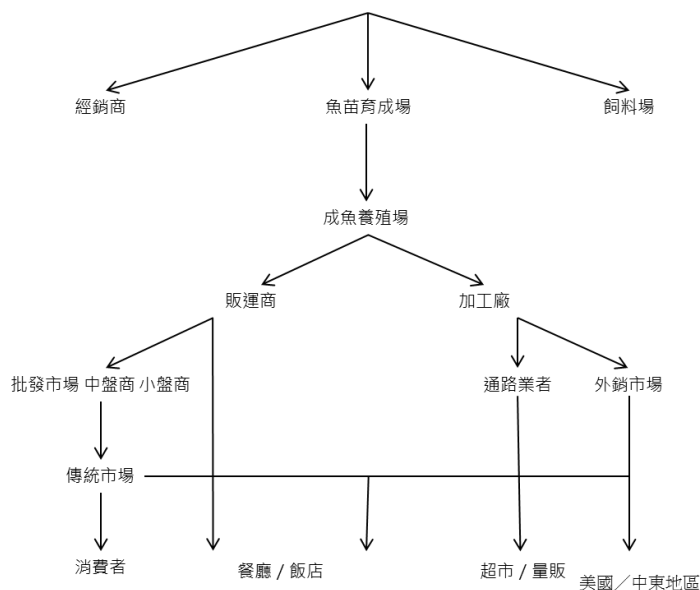 經銷商 魚苗育成場 飼料場
成魚養殖場
販運商 加工廠
批發市場 中盤商 小盤商 通路業者 外銷市場
傳統市場
消費者 餐廳 / 飯店 超市 / 量販 美國／中東地區